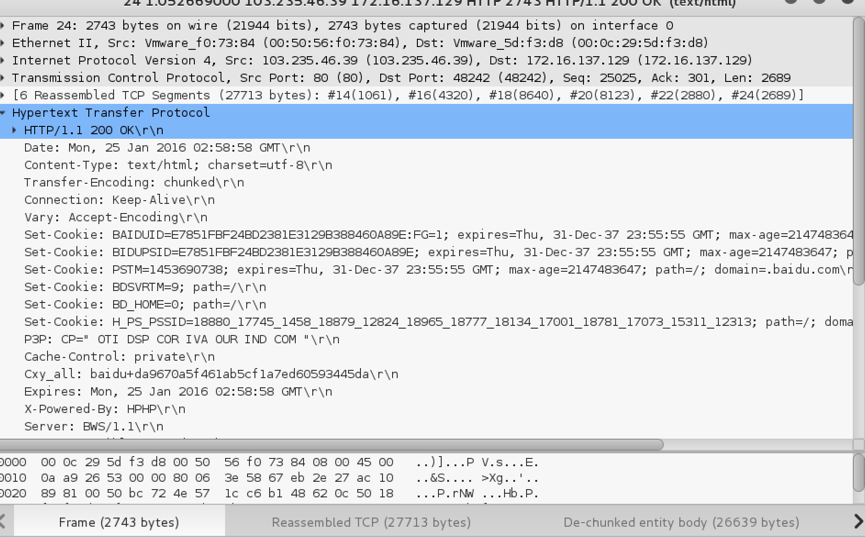 24 1.052669000 103.235.46.39 172.16.137.129 HTTP 2743 HTTP/1.1 200 OK (text/html)
Frame 24: 2743 bytes on wire (21944 bits), 2743 bytes captured (21944 bits) on interface 0
Ethernet II, Src: Vmware_f0:73:84 (00:50:56:f0:73:84), Dst: Vmware_5d:f3:d8 (00:0c:29:5d:f3:d8)
Internet Protocol Version 4, Src: 103.235.46.39 (103.235.46.39), Dst: 172.16.137.129 (172.16.137.129)
Transmission Control Protocol, Src Port: 80 (80), Dst Port: 48242 (48242), Seq: 25025, Ack: 301, Len: 2689
[6 Reassembled TCP Segments (27713 bytes): #14(1061), #16(4320), #18(8640), #20(8123), #22(2880), #24(2689)]
Hypertext Transfer Protocol
HTTP/1.1 200 OK\r\n
Date: Mon, 25 Jan 2016 02:58:58 GMT\r\n
Content-Type: text/html; charset=utf-8\r\n
Transfer-Encoding: chunked\r\n
Connection: Keep-Alive\r\n
Vary: Accept-Encoding\r\n
Set-Cookie: BAIDUID=E7851FBF24BD2381E3129B388460A89E:FG=1; expires=Thu, 31-Dec-37 23:55:55 GMT; max-age=214748364
Set-Cookie: BIDUPSID=E7851FBF24BD2381E3129B388460A89E; expires=Thu, 31-Dec-37 23:55:55 GMT; max-age=2147483647; p
Set-Cookie: PSTM=1453690738; expires=Thu, 31-Dec-37 23:55:55 GMT; max-age=2147483647; path=/; domain=.baidu.com\r
Set-Cookie: BDSVRTM=9; path=/\r\n
Set-Cookie: BD_HOME=0; path=/\r\n
Set-Cookie: H_PS_PSSID=18880_17745_1458_18879_12824_18965_18777_18134_17001_18781_17073_15311_12313; path=/; doma
P3P: CP=" OTI DSP COR IVA OUR IND COM "\r\n
Cache-Control: private\r\n
Cxy_all: baidu+da9670a5f461ab5cf1a7ed60593445da\r\n
Expires: Mon, 25 Jan 2016 02:58:58 GMT\r\n
X-Powered-By: HPHP\r\n
Server: BWS/1.1\r\n
0000 00 0c 29 5d f3 d8 00 50 56 f0 73 84 08 00 45 00 ..)]...P V.s...E.
0010 0a a9 26 53 00 00 80 06 3e 58 67 eb 2e 27 ac 10 ..&S.... >Xg..'..
0020 89 81 00 50 bc 72 4e 57 1c c6 b1 48 62 0c 50 18 ...P.rNW ...Hb.P.
Frame (2743 bytes) Reassembled TCP (27713 bytes) De-chunked entity body (26639 bytes)